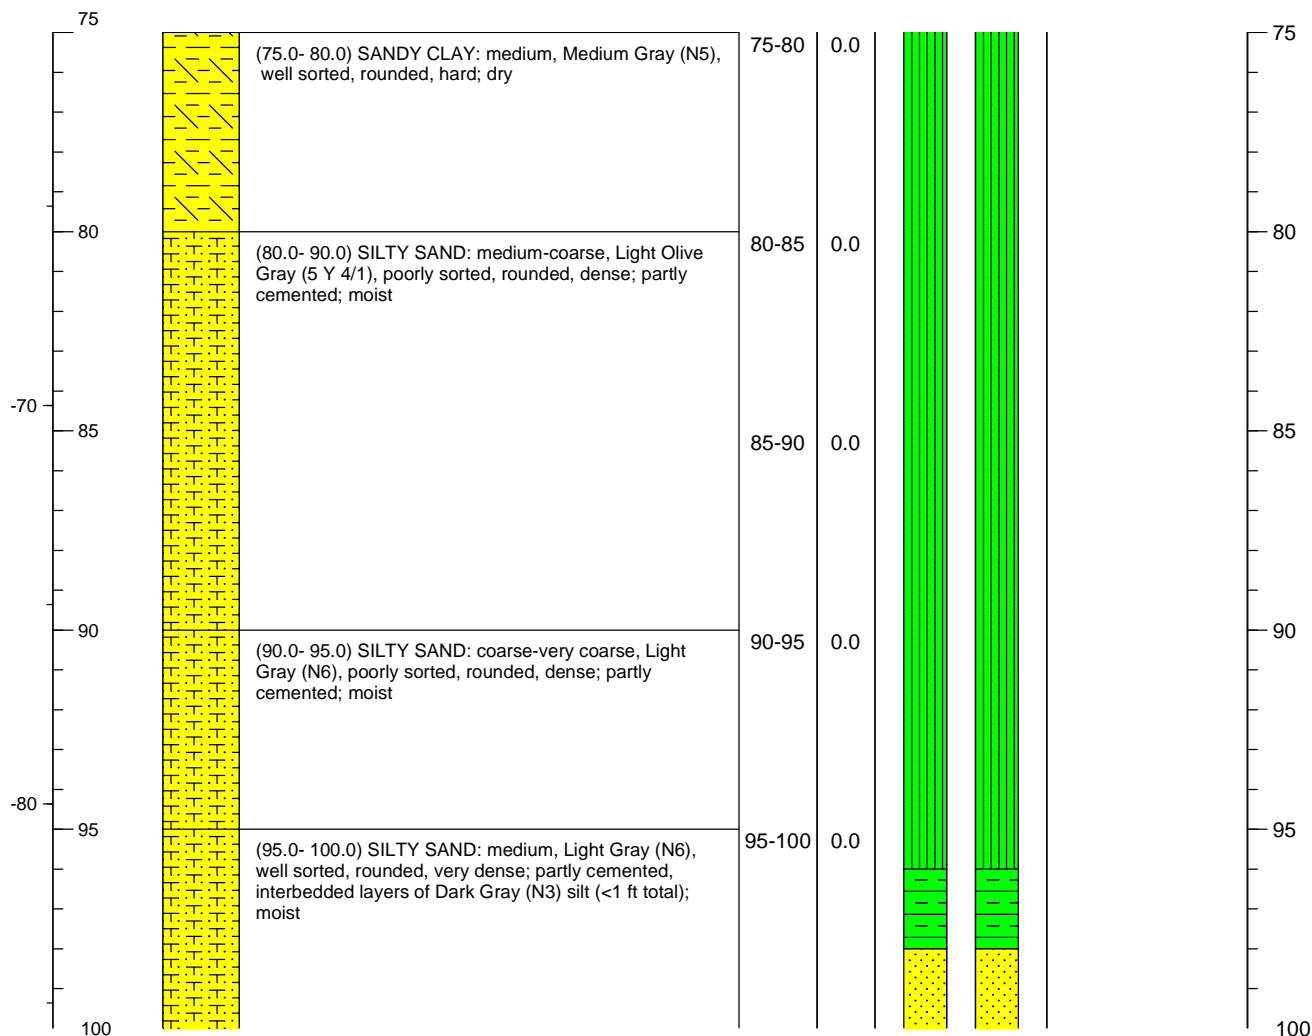 75
75
(75.0- 80.0) SANDY CLAY: medium, Medium Gray (N5),
well sorted, rounded, hard; dry
75-80
0.0
80
(80.0- 90.0) SILTY SAND: medium-coarse, Light Olive
Gray (5 Y 4/1), poorly sorted, rounded, dense; partly
cemented; moist
80-85
0.0
80
-70
85
85-90
0.0
85
90
(90.0- 95.0) SILTY SAND: coarse-very coarse, Light
Gray (N6), poorly sorted, rounded, dense; partly
cemented; moist
90-95
0.0
90
-80
95
(95.0- 100.0) SILTY SAND: medium, Light Gray (N6),
well sorted, rounded, very dense; partly cemented,
interbedded layers of Dark Gray (N3) silt (<1 ft total);
moist
95-100
0.0
95
100
100